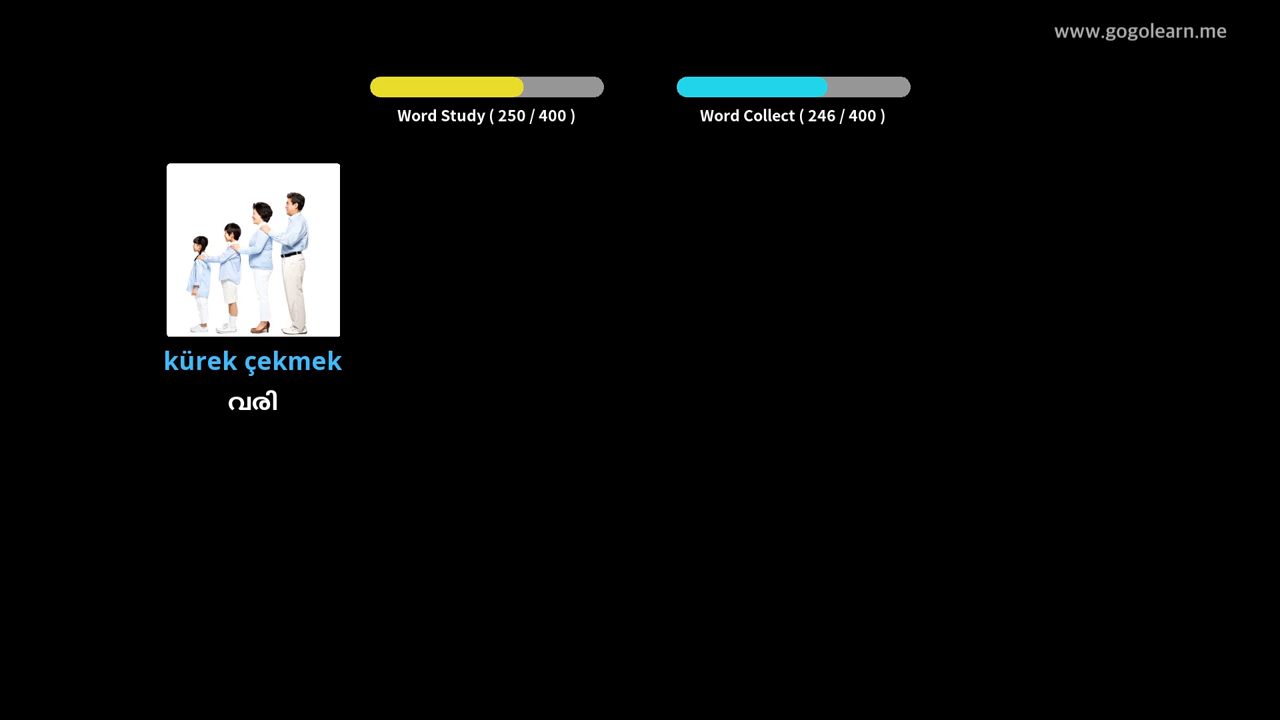 www.gogolearn.me
Word Study ( 250 / 400 )
Word Collect ( 246 / 400 )
kürek çekmek
വരി